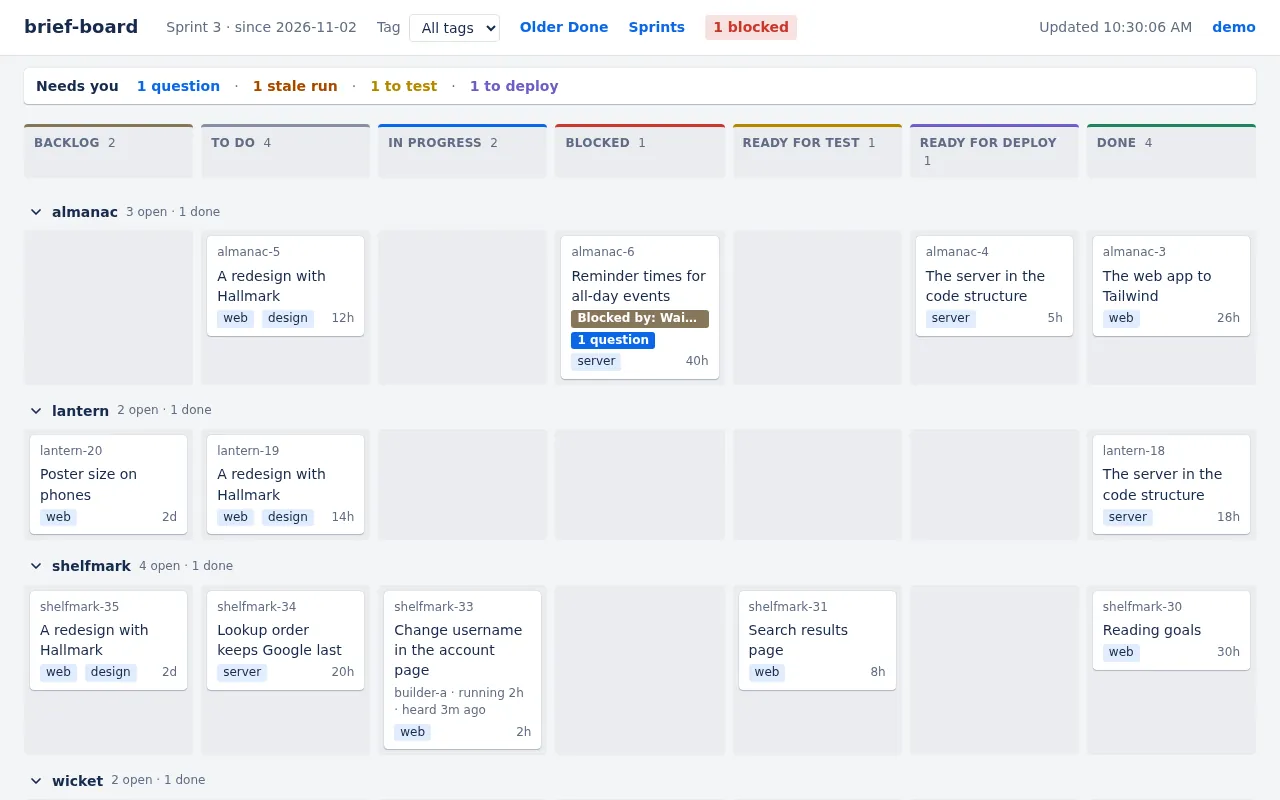 brief-board Sprint 3 · since 2026-11-02 Tag All tags Older Done Sprints 1 blocked Updated 10:30:06 AM demo
Needs you 1 question · 1 stale run · 1 to test · 1 to deploy
BACKLOG 2
TO DO 4
IN PROGRESS 2
BLOCKED 1
READY FOR TEST 1
READY FOR DEPLOY
1
DONE 4
almanac 3 open · 1 done
almanac-5
A redesign with
Hallmark
web design 12h
almanac-6
Reminder times for
all-day events
Blocked by: Wai...
1 question
server 40h
almanac-4
The server in the
code structure
server 5h
almanac-3
The web app to
Tailwind
web 26h
lantern 2 open · 1 done
lantern-20
Poster size on
phones
web 2d
lantern-19
A redesign with
Hallmark
web design 14h
lantern-18
The server in the
code structure
server 18h
shelfmark 4 open · 1 done
shelfmark-35
A redesign with
Hallmark
web design 2d
shelfmark-34
Lookup order
keeps Google last
server 20h
shelfmark-33
Change username
in the account
page
builder-a · running 2h
· heard 3m ago
web 2h
shelfmark-31
Search results
page
web 8h
shelfmark-30
Reading goals
web 30h
wicket 2 open · 1 done